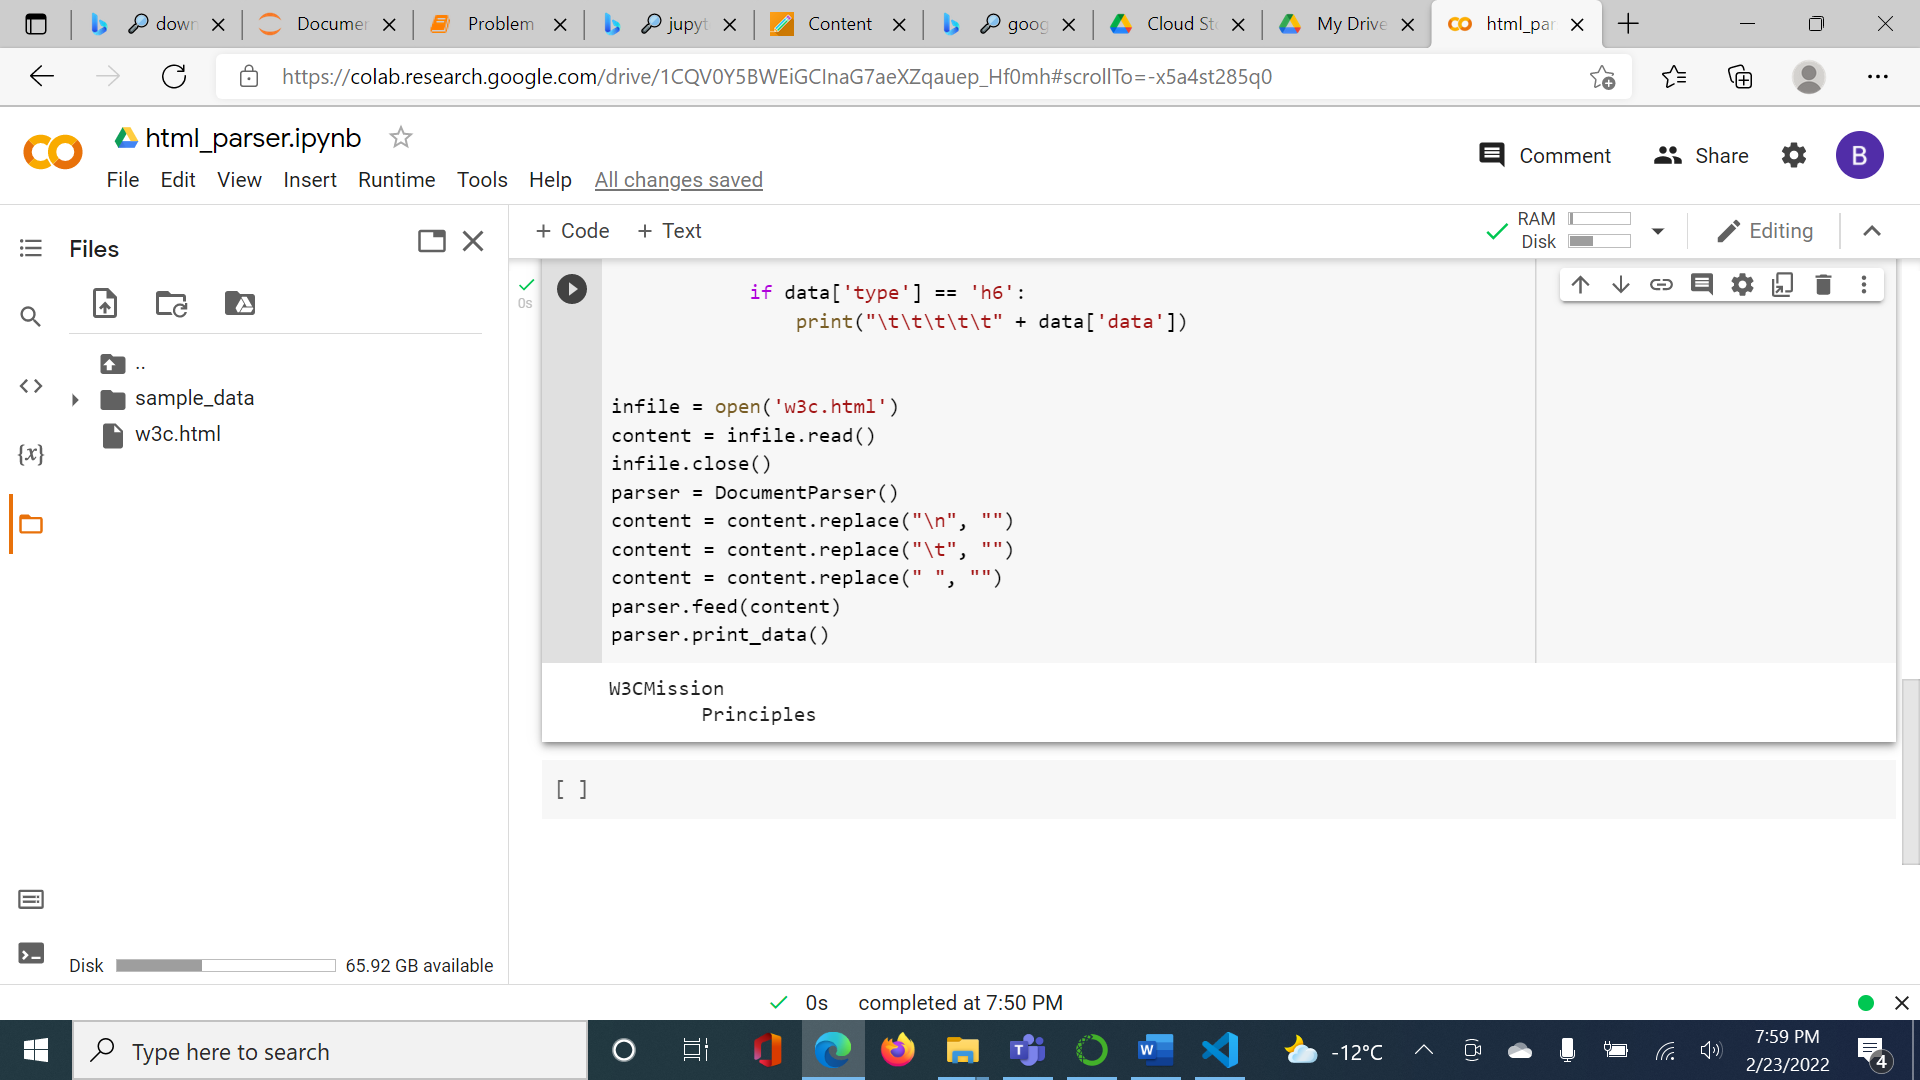 down
Documen
Problem
jupyt
Content
goog
Cloud Sto
My Drive
html_par
https://colab.research.google.com/drive/1CQV0Y5BWEiGCInaG7aeXZqauep_Hf0mh#scrollTo=-x5a4st285q0
html_parser.ipynb
File Edit View Insert Runtime Tools Help All changes saved
Comment Share B
Files
+ Code + Text
RAM
Disk
Editing
..
sample_data
w3c.html
{x}
0s
if data['type'] == 'h6':
print("\t\t\t\t\t" + data['data'])
infile = open('w3c.html')
content = infile.read()
infile.close()
parser = DocumentParser()
content = content.replace("\n", "")
content = content.replace("\t", "")
content = content.replace(" ", "")
parser.feed(content)
parser.print_data()
W3CMission
Principles
[ ]
Disk 65.92 GB available
0s completed at 7:50 PM
Type here to search
-12°C
7:59 PM
2/23/2022
4